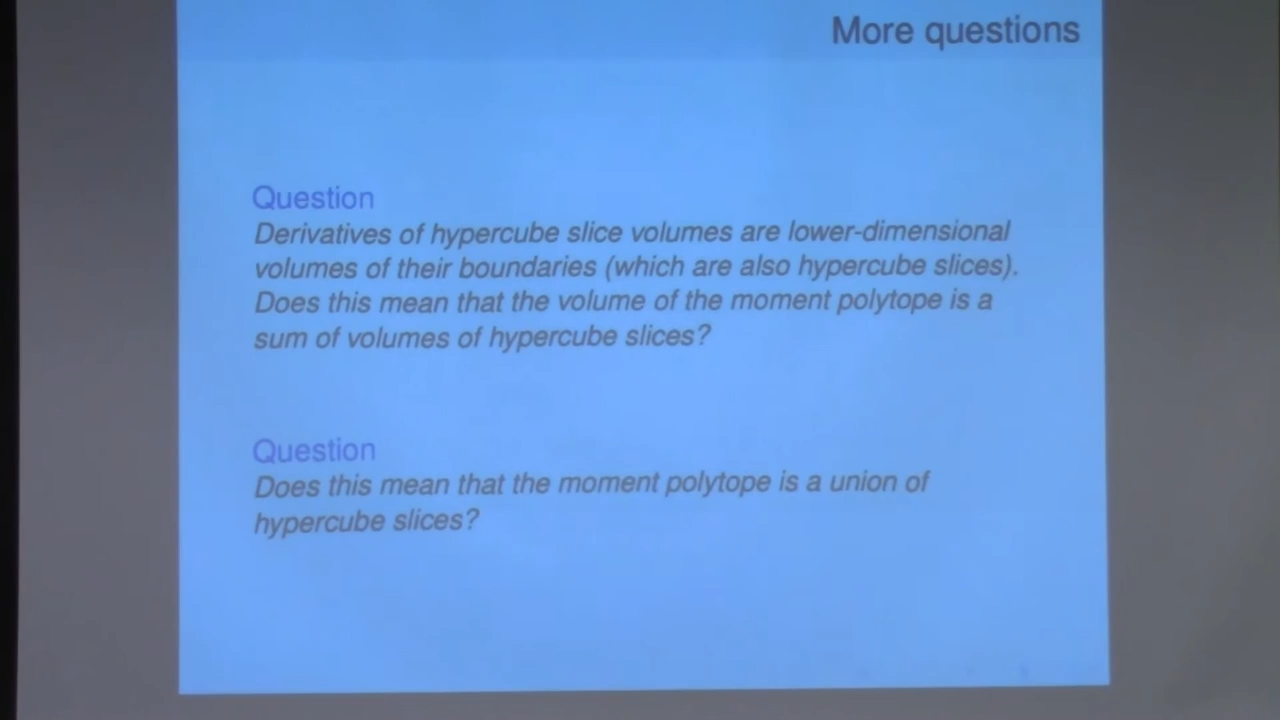 More questions
Question
Derivatives of hypercube slice volumes are lower-dimensional
volumes of their boundaries (which are also hypercube slices).
Does this mean that the volume of the moment polytope is a
sum of volumes of hypercube slices?
Question
Does this mean that the moment polytope is a union of
hypercube slices?